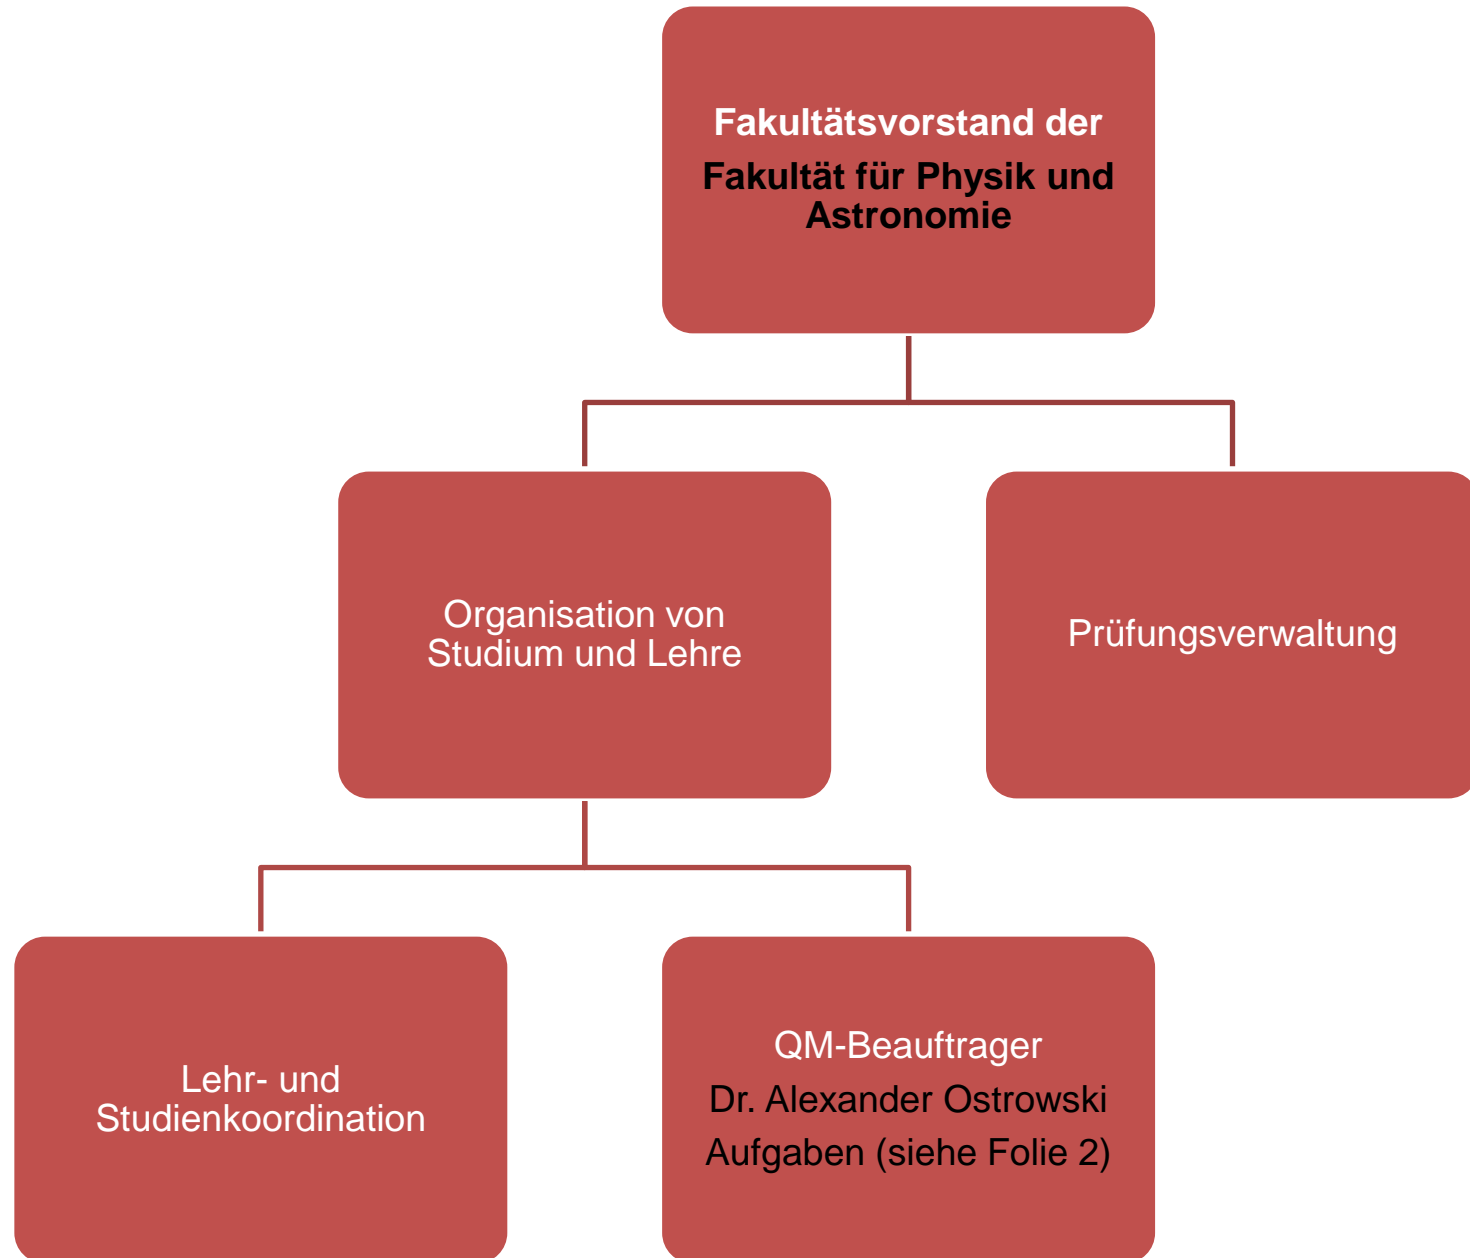 Fakultätsvorstand der
Fakultät für Physik und
Astronomie
Organisation von
Studium und Lehre
Prüfungsverwaltung
Lehr- und
Studienkoordination
QM-Beauftrager
Dr. Alexander Ostrowski
Aufgaben (siehe Folie 2)